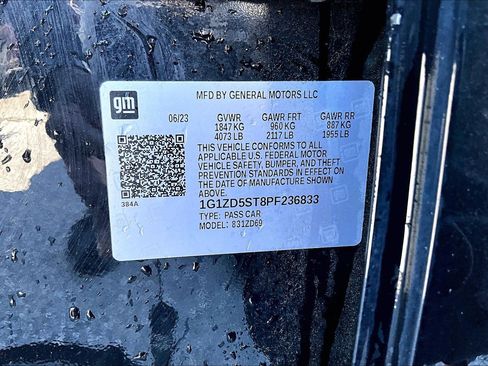 gm
MFD BY GENERAL MOTORS LLC
06/23 GVWR GAWR FRT GAWR RR
1847 KG 960 KG 887 KG
4073 LB 2117 LB 1955 LB
THIS VEHICLE CONFORMS TO ALL
APPLICABLE U.S. FEDERAL MOTOR
VEHICLE SAFETY, BUMPER, AND THEFT
PREVENTION STANDARDS IN EFFECT ON
THE DATE OF MANUFACTURE SHOWN
ABOVE.
384A
1G1ZD5ST8PF236833
TYPE: PASS CAR
MODEL: 831ZD69